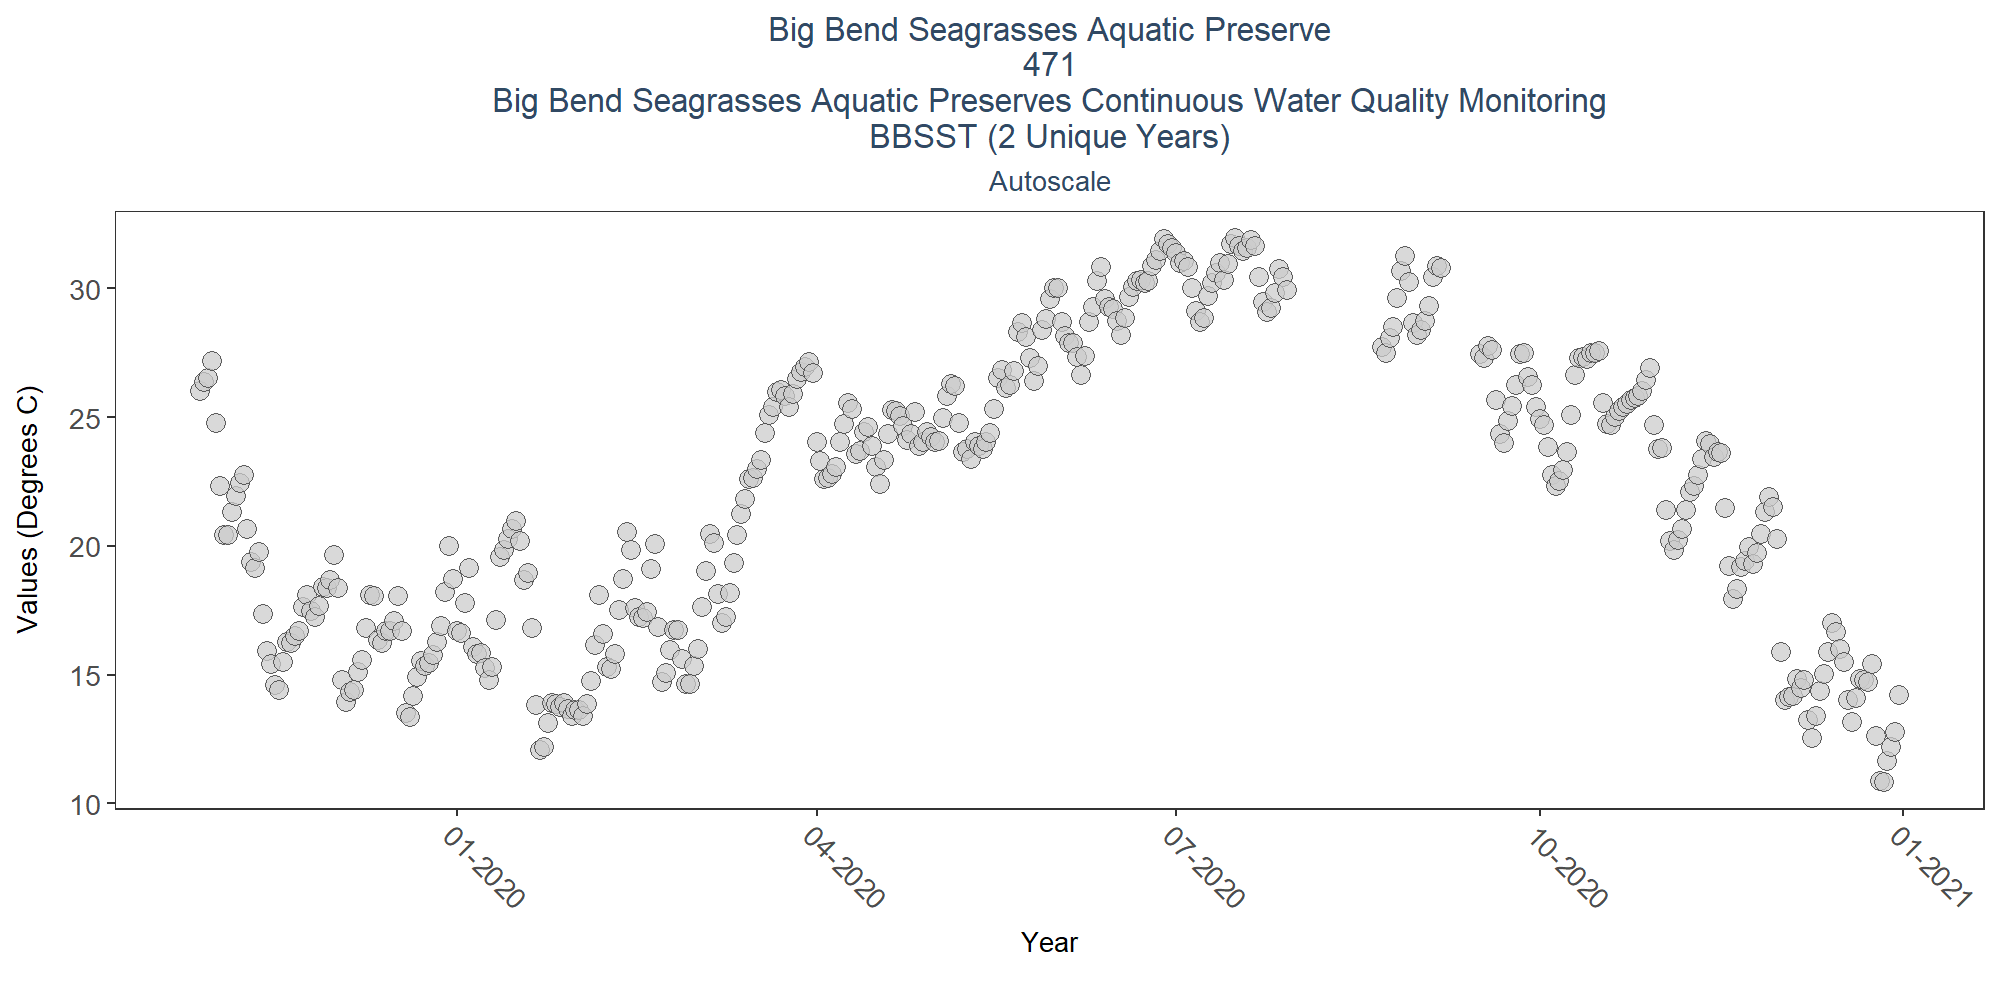 Big Bend Seagrasses Aquatic Preserve
471
Big Bend Seagrasses Aquatic Preserves Continuous Water Quality Monitoring
BBSST (2 Unique Years)
Autoscale
Values (Degrees C)
30
25
20
15
10
01-2020
04-2020
07-2020
10-2020
01-2021
Year